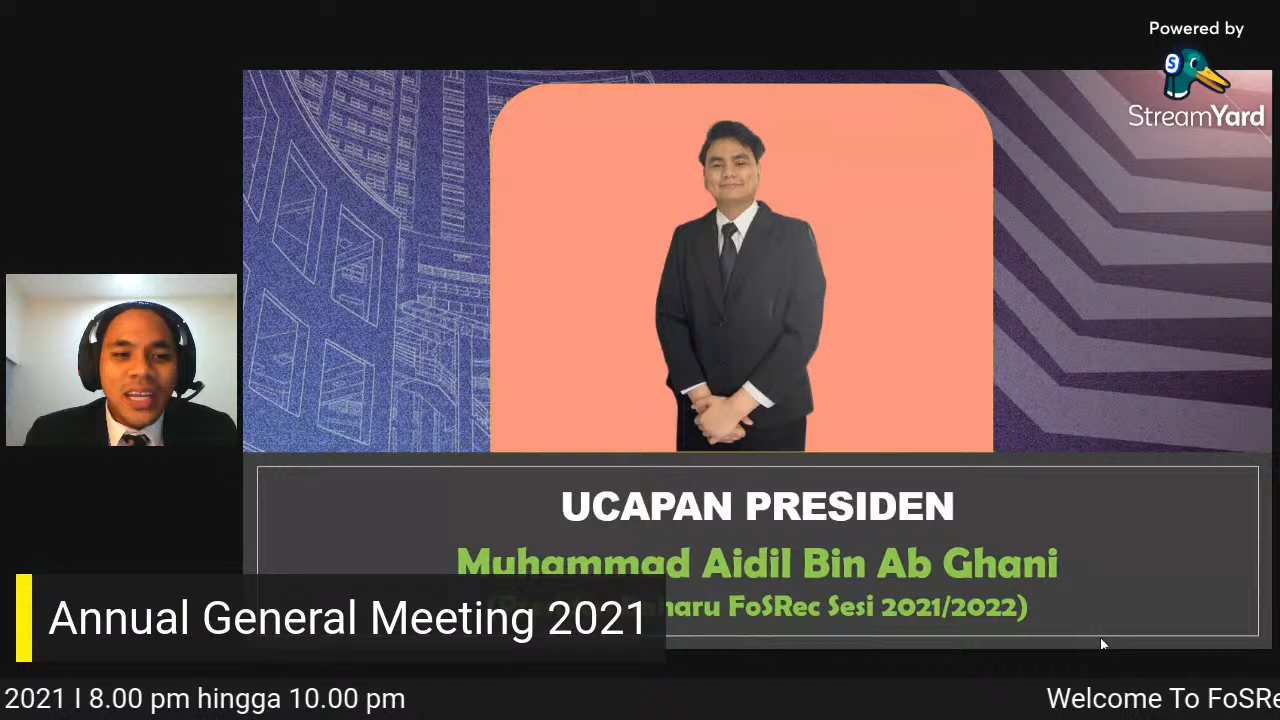 Powered by
S
StreamYard
UCAPAN PRESIDEN
Muhammad Aidil Bin Ab Ghani
haru FoSRec Sesi 2021/2022)
Annual General Meeting 2021
2021 l 8.00 pm hingga 10.00 pm
Welcome To FoSRe